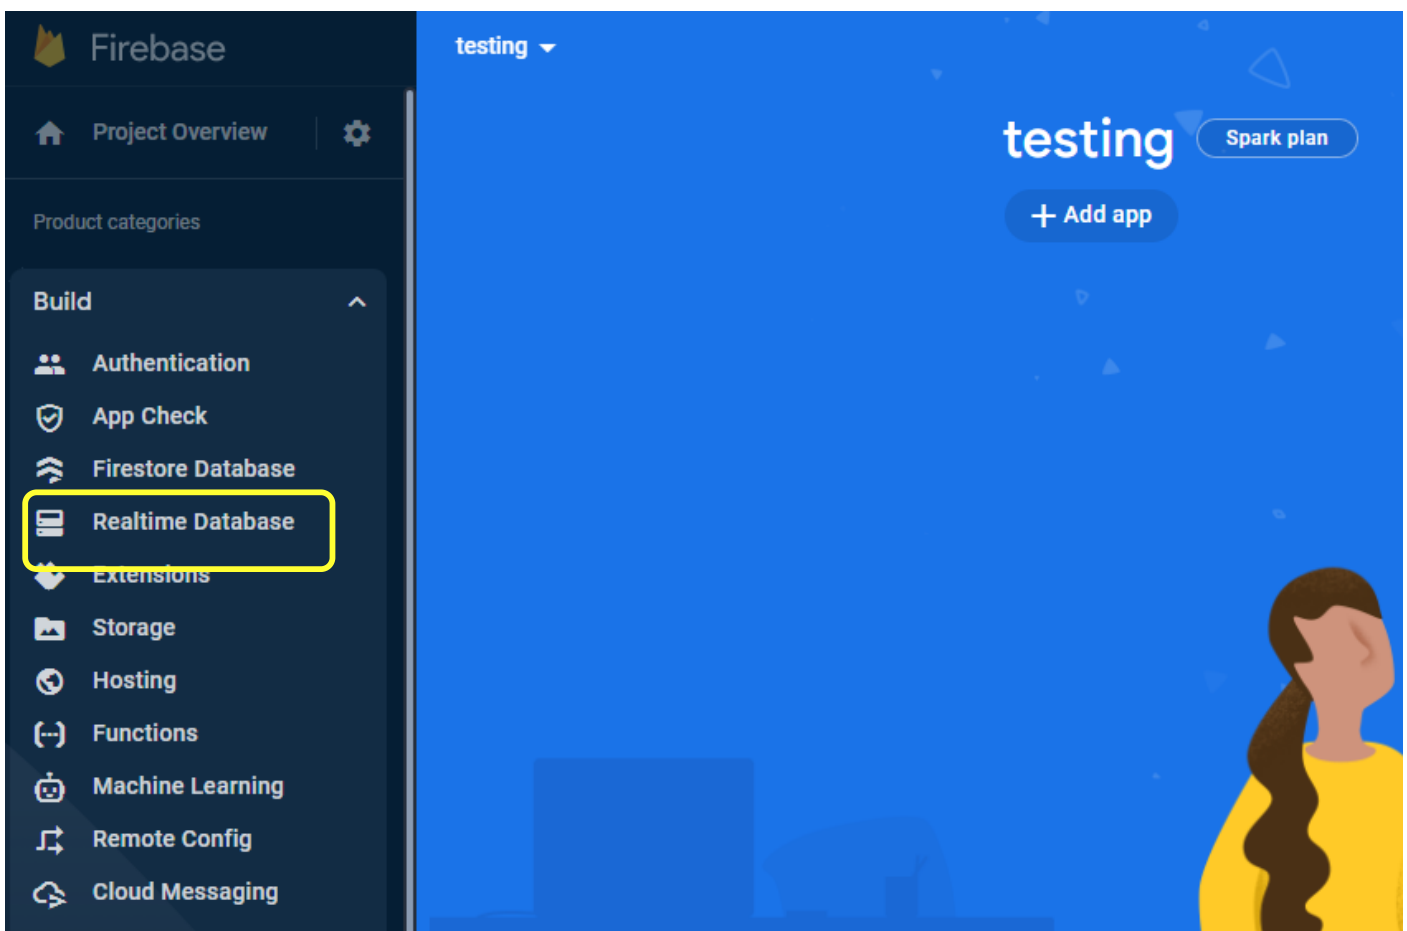 Firebase
testing
Project Overview
testing
Spark plan
+ Add app
Product categories
Build
Authentication
App Check
Firestore Database
Realtime Database
Extensions
Storage
Hosting
Functions
Machine Learning
Remote Config
Cloud Messaging